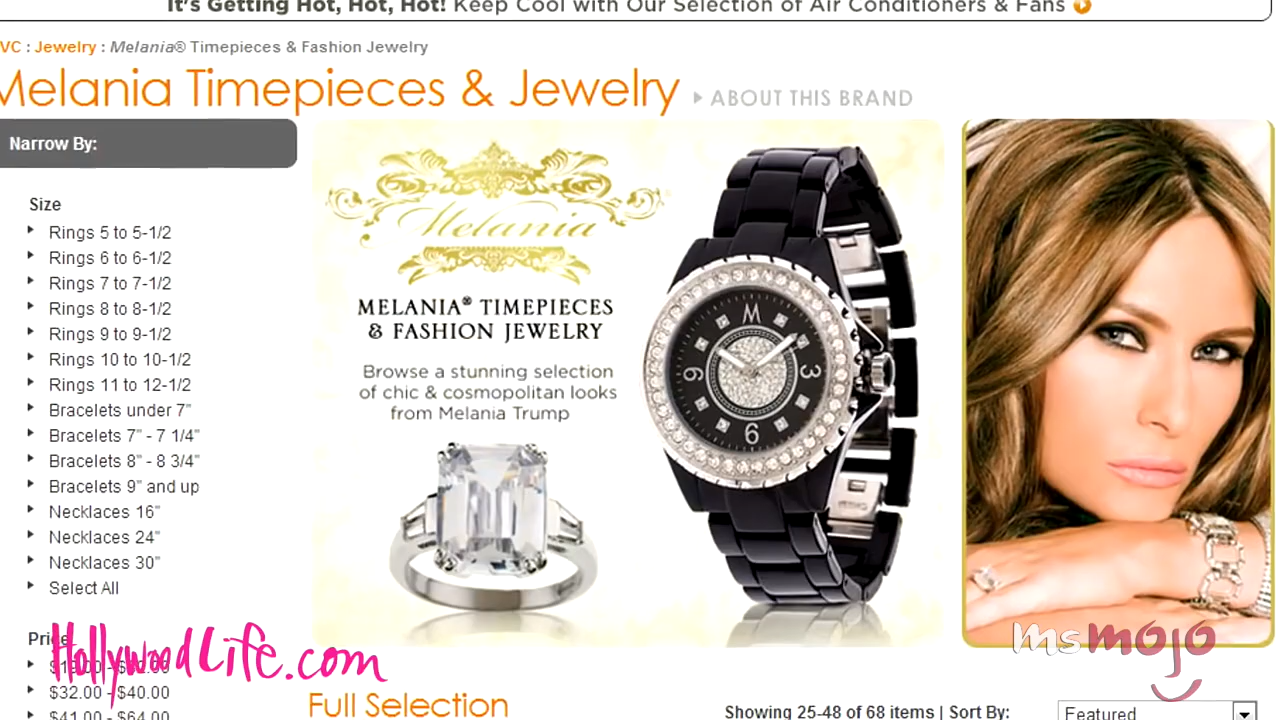 It's Getting Hot, Hot, Hot! Keep Cool with Our Selection of Air Conditioners & Fans
VC : Jewelry : Melania® Timepieces & Fashion Jewelry
Melania Timepieces & Jewelry ABOUT THIS BRAND
Narrow By:
Size
Rings 5 to 5-1/2
Rings 6 to 6-1/2
Rings 7 to 7-1/2
Rings 8 to 8-1/2
Rings 9 to 9-1/2
Rings 10 to 10-1/2
Rings 11 to 12-1/2
Bracelets under 7"
Bracelets 7" - 7 1/4"
Bracelets 8" - 8 3/4"
Bracelets 9" and up
Necklaces 16"
Necklaces 24"
Necklaces 30"
Select All
Price
$32.00 - $40.00
$41.00 - $64.00
Melania
MELANIA® TIMEPIECES
& FASHION JEWELRY
Browse a stunning selection
of chic & cosmopolitan looks
from Melania Trump
M
3
6
9
HollywoodLife.com
msmojo
Full Selection
Showing 25-48 of 68 items | Sort By:
Featured